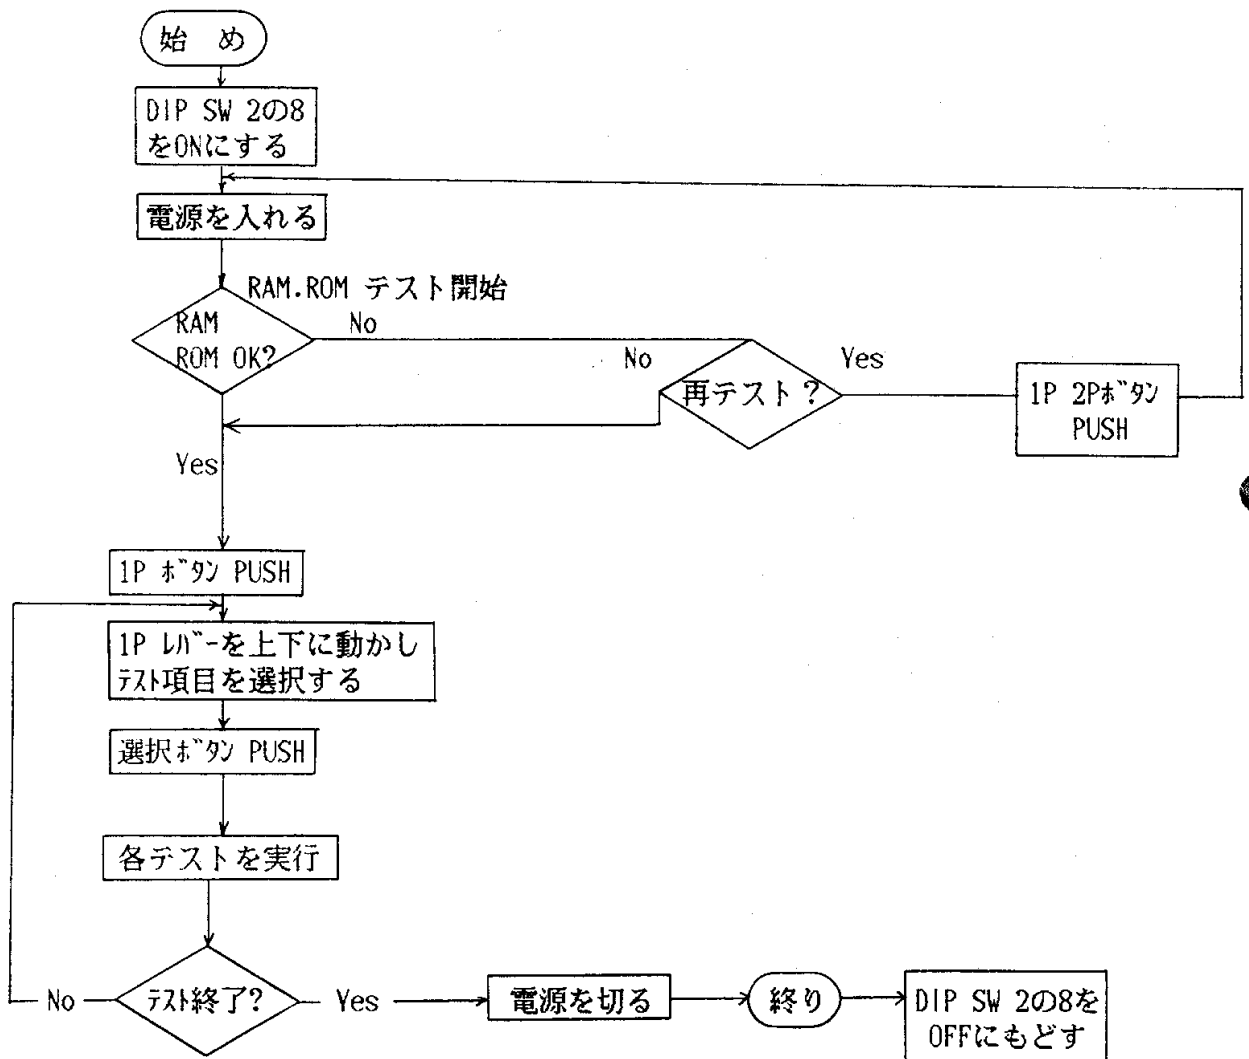 始 め
DIP SW 2の8
をONにする
電源を入れる
RAM.ROM テスト開始
RAM
ROM OK?
No
No
再テスト?
Yes
1P 2Pボタン
PUSH
Yes
1P ボタン PUSH
1P レバーを上下に動かし
テスト項目を選択する
選択ボタン PUSH
各テストを実行
No
テスト終了?
Yes
電源を切る
終り
DIP SW 2の8を
OFFにもどす